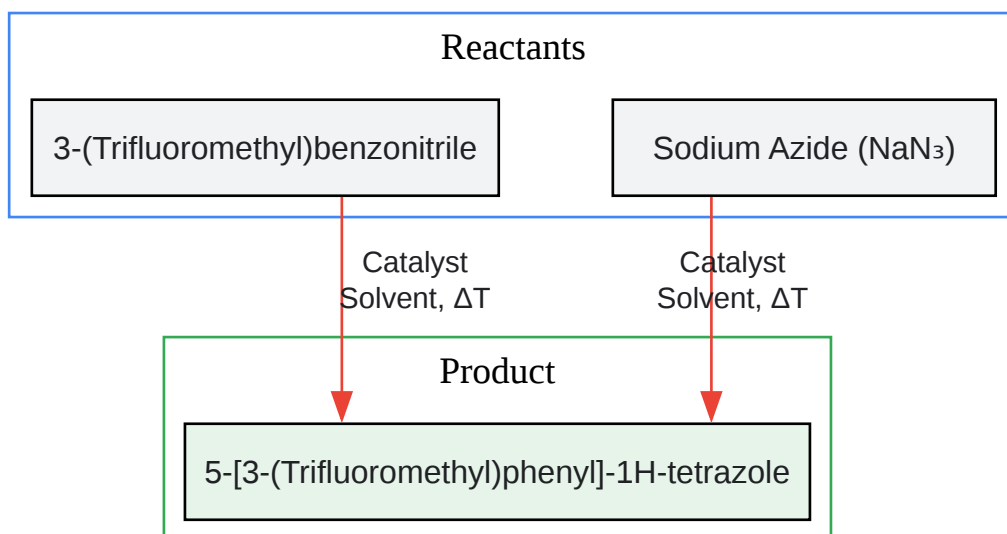 Reactants
3-(Trifluoromethyl)benzonitrile
Sodium Azide (NaN₃)
Catalyst
Solvent, ΔT
Catalyst
Solvent, ΔT
Product
5-[3-(Trifluoromethyl)phenyl]-1H-tetrazole